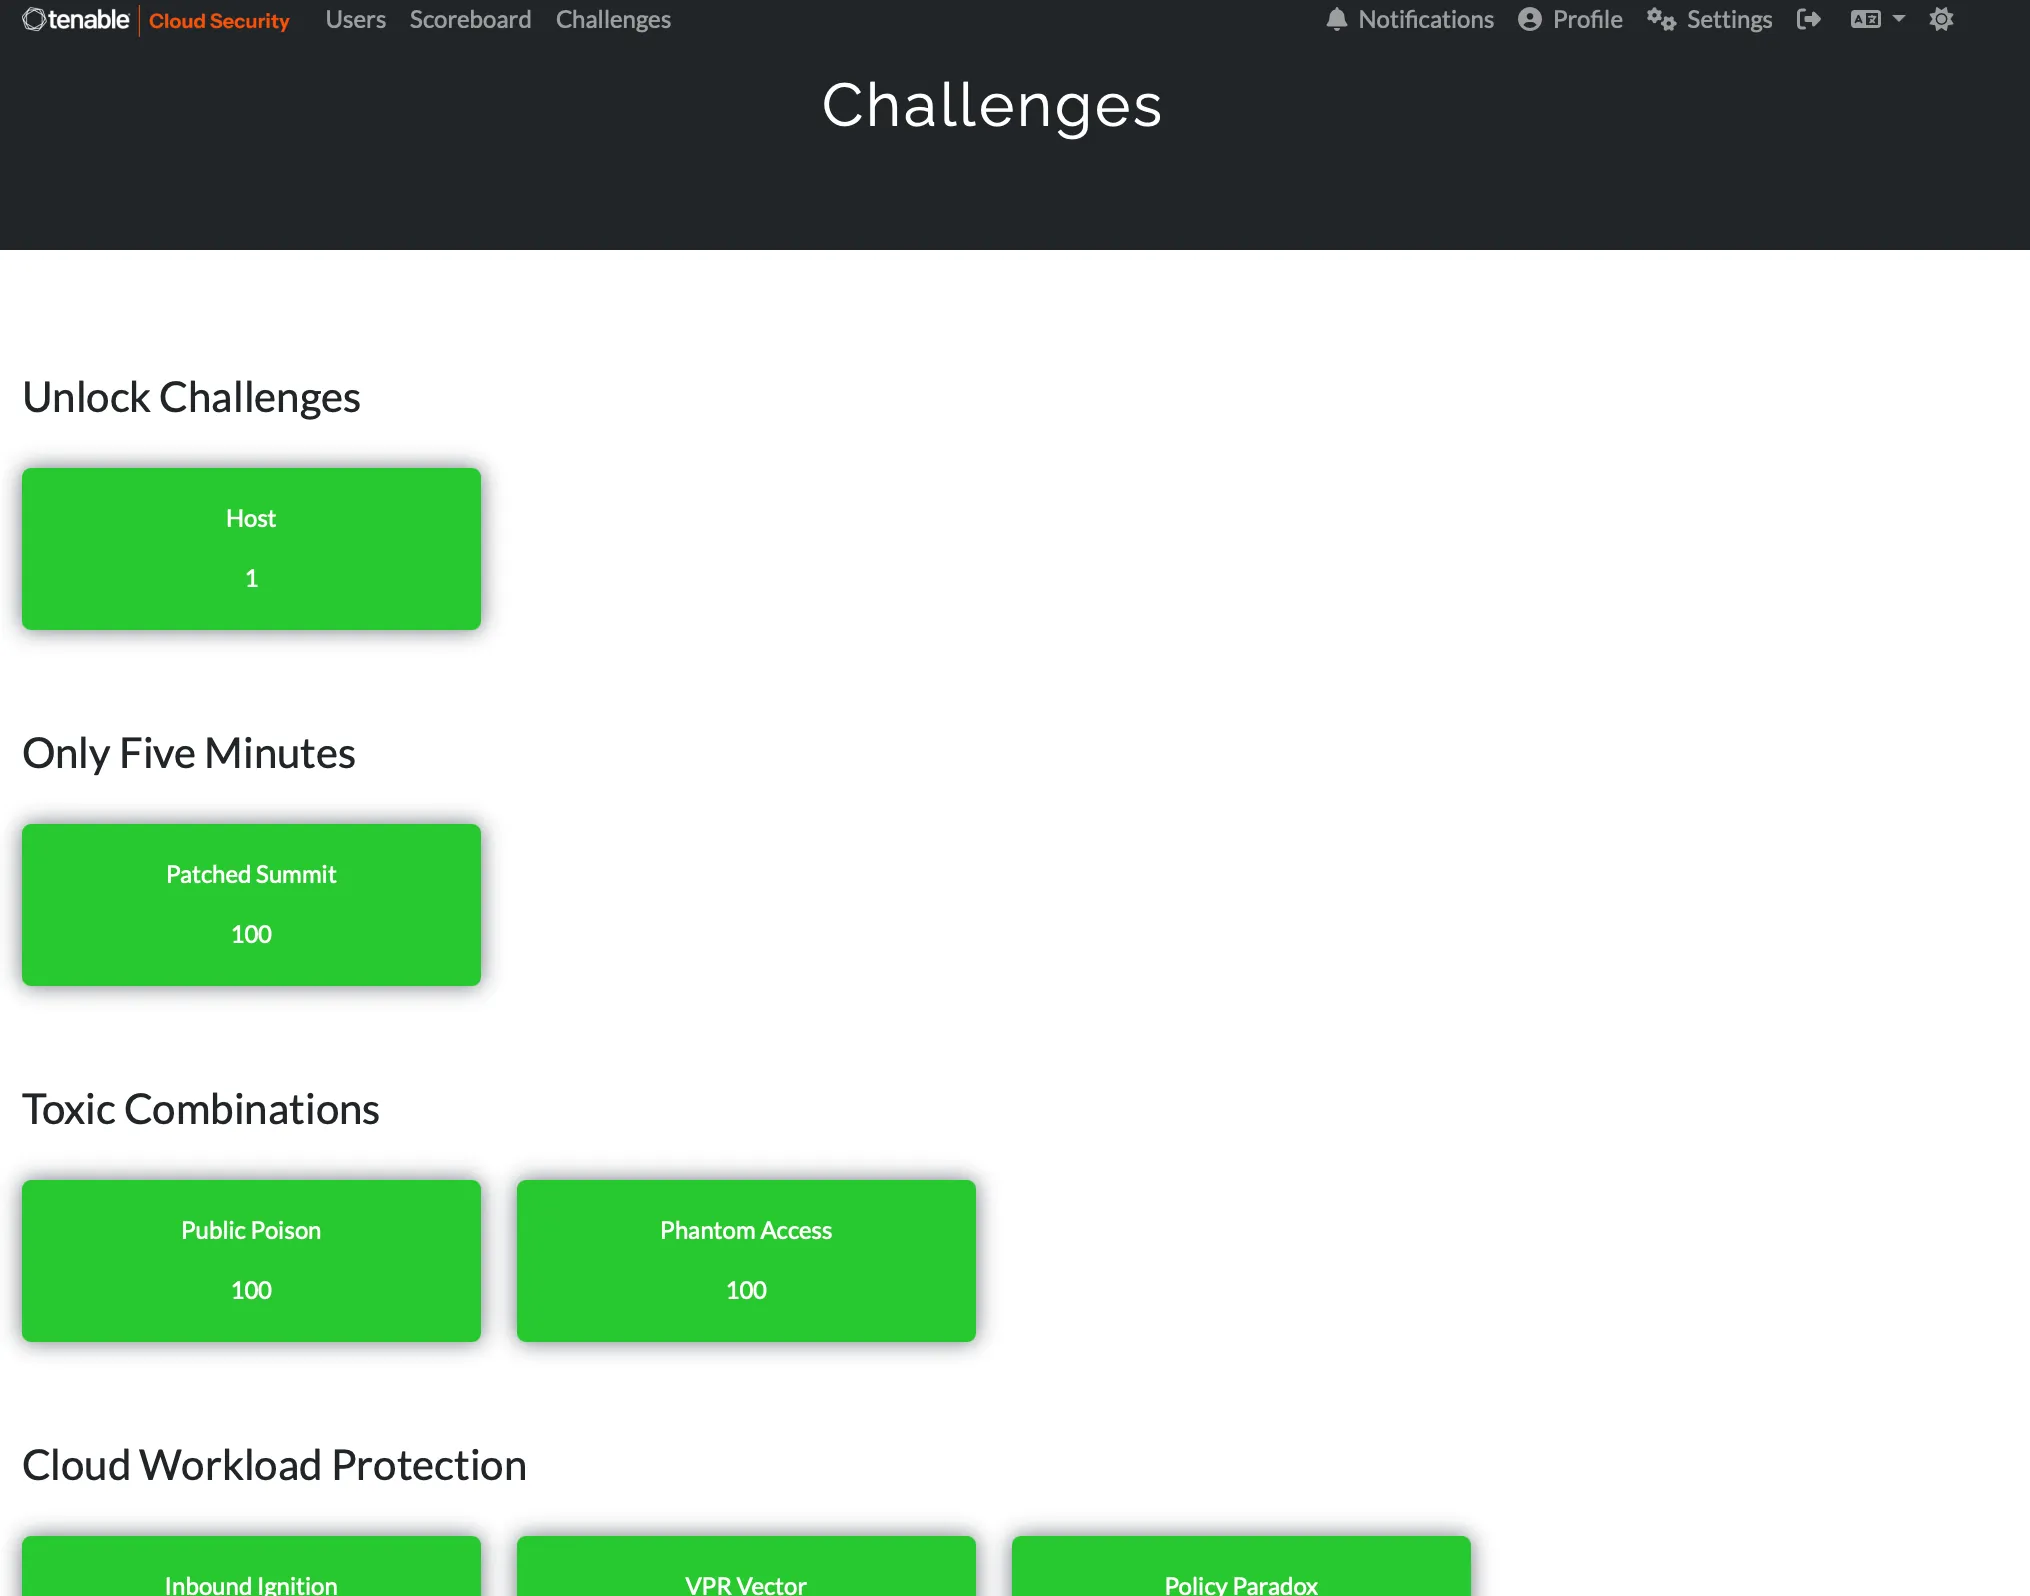 tenable Cloud Security Users Scoreboard Challenges Notifications Profile Settings
Challenges
Unlock Challenges
Host
1
Only Five Minutes
Patched Summit
100
Toxic Combinations
Public Poison Phantom Access
100 100
Cloud Workload Protection
Inbound Ignition VPR Vector Policy Paradox